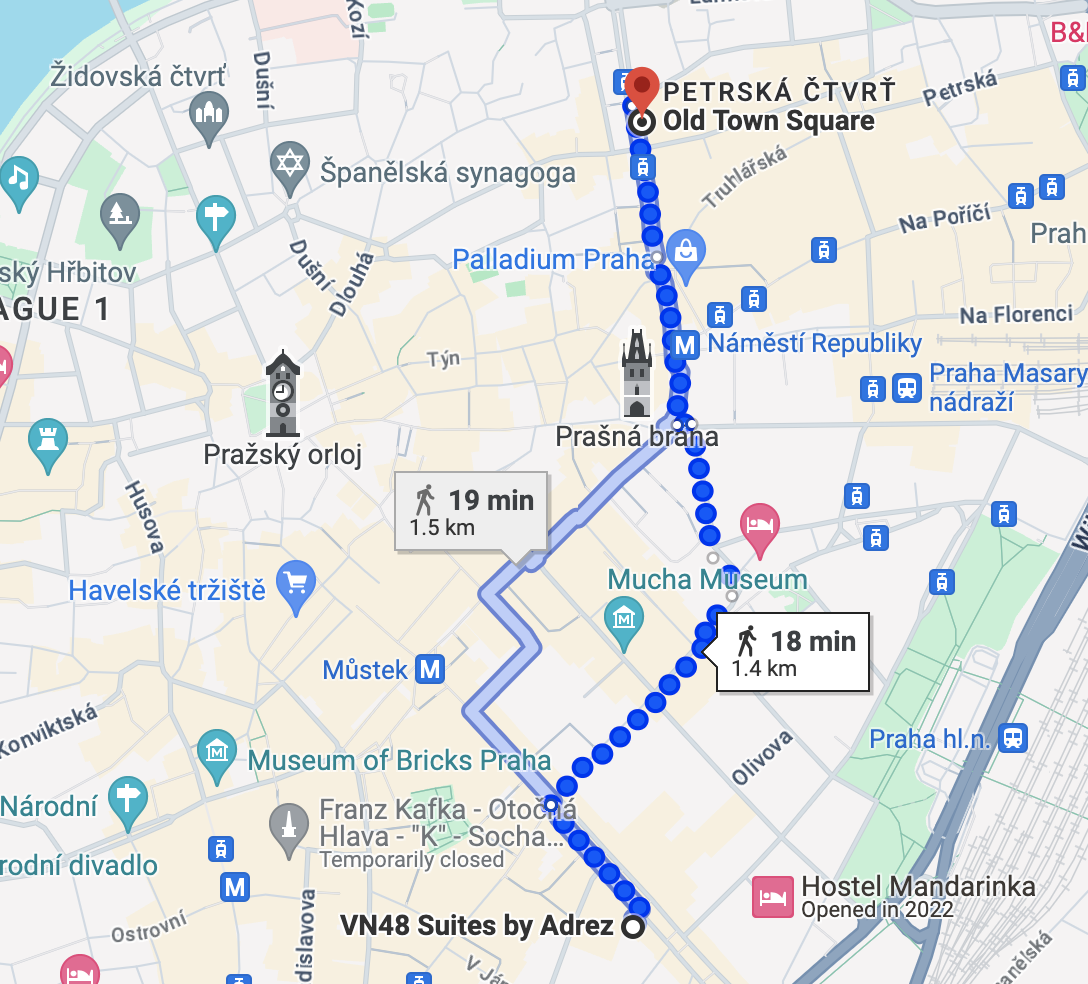 Kozí
B&
Židovská čtvrť
Dušní
PETRSKÁ ČTVRŤ
Old Town Square
Petrská
Truhlářská
Španělská synagoga
Na Poříčí
Prah
Dušní
Dlouhá
Palladium Praha
ský Hřbitov
AGUE 1
Na Florenci
M
Náměstí Republiky
Týn
Praha Masary
nádraží
Prašná brána
Pražský orloj
Husova
19 min
1.5 km
Havelské tržiště
Mucha Museum
18 min
1.4 km
Můstek M
Konviktská
Praha hl.n.
Olivova
Museum of Bricks Praha
Národní
Franz Kafka - Otočná
Hlava - "K" - Socha...
Temporarily closed
rodní divadlo
M
Hostel Mandarinka
Opened in 2022
VN48 Suites by Adrez
Ostrovní
dislavova
V Já
panělská